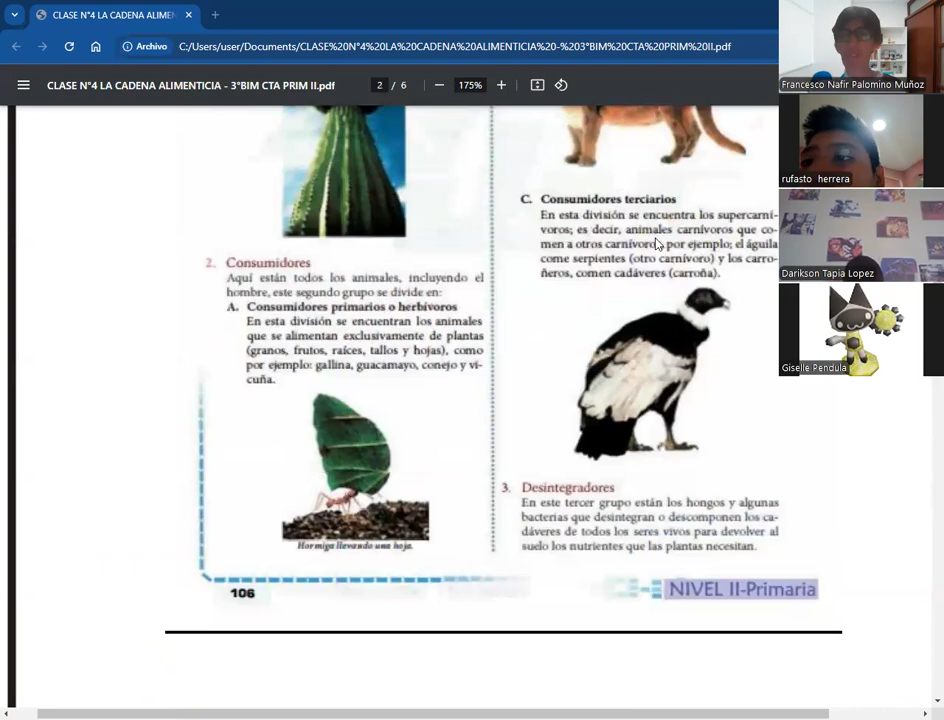 CLASE N°4 LA CADENA ALIMEN
Archivo
C:/Users/user/Documents/CLASE%20N°4%20LA%20CADENA%20ALIMENTICIA%20-%203°BIM%20CTA%20PRIM%20II.pdf
CLASE N°4 LA CADENA ALIMENTICIA - 3°BIM CTA PRIM II.pdf
2 / 6
175%
2. Consumidores
Aquí están todos los animales, incluyendo el
hombre, este segundo grupo se divide en:
A. Consumidores primarios o herbívoros
En esta división se encuentran los animales
que se alimentan exclusivamente de plantas
(granos, frutos, raíces, tallos y hojas), como
por ejemplo: gallina, guacamayo, conejo y vi-
cuña.
Hormiga llevando una hoja.
106
C. Consumidores terciarios
En esta división se encuentra los supercarní-
voros; es decir, animales carnívoros que co-
men a otros carnívoros por ejemplo; el águila
come serpientes (otro carnívoro) y los carro-
ñeros, comen cadáveres (carroña).
3. Desintegradores
En este tercer grupo están los hongos y algunas
bacterias que desintegran o descomponen los ca-
dáveres de todos los seres vivos para devolver al
suelo los nutrientes que las plantas necesitan.
NIVEL II-Primaria
Francesco Nafir Palomino Muñoz
rufasto herrera
Darikson Tapia Lopez
Giselle Pendula